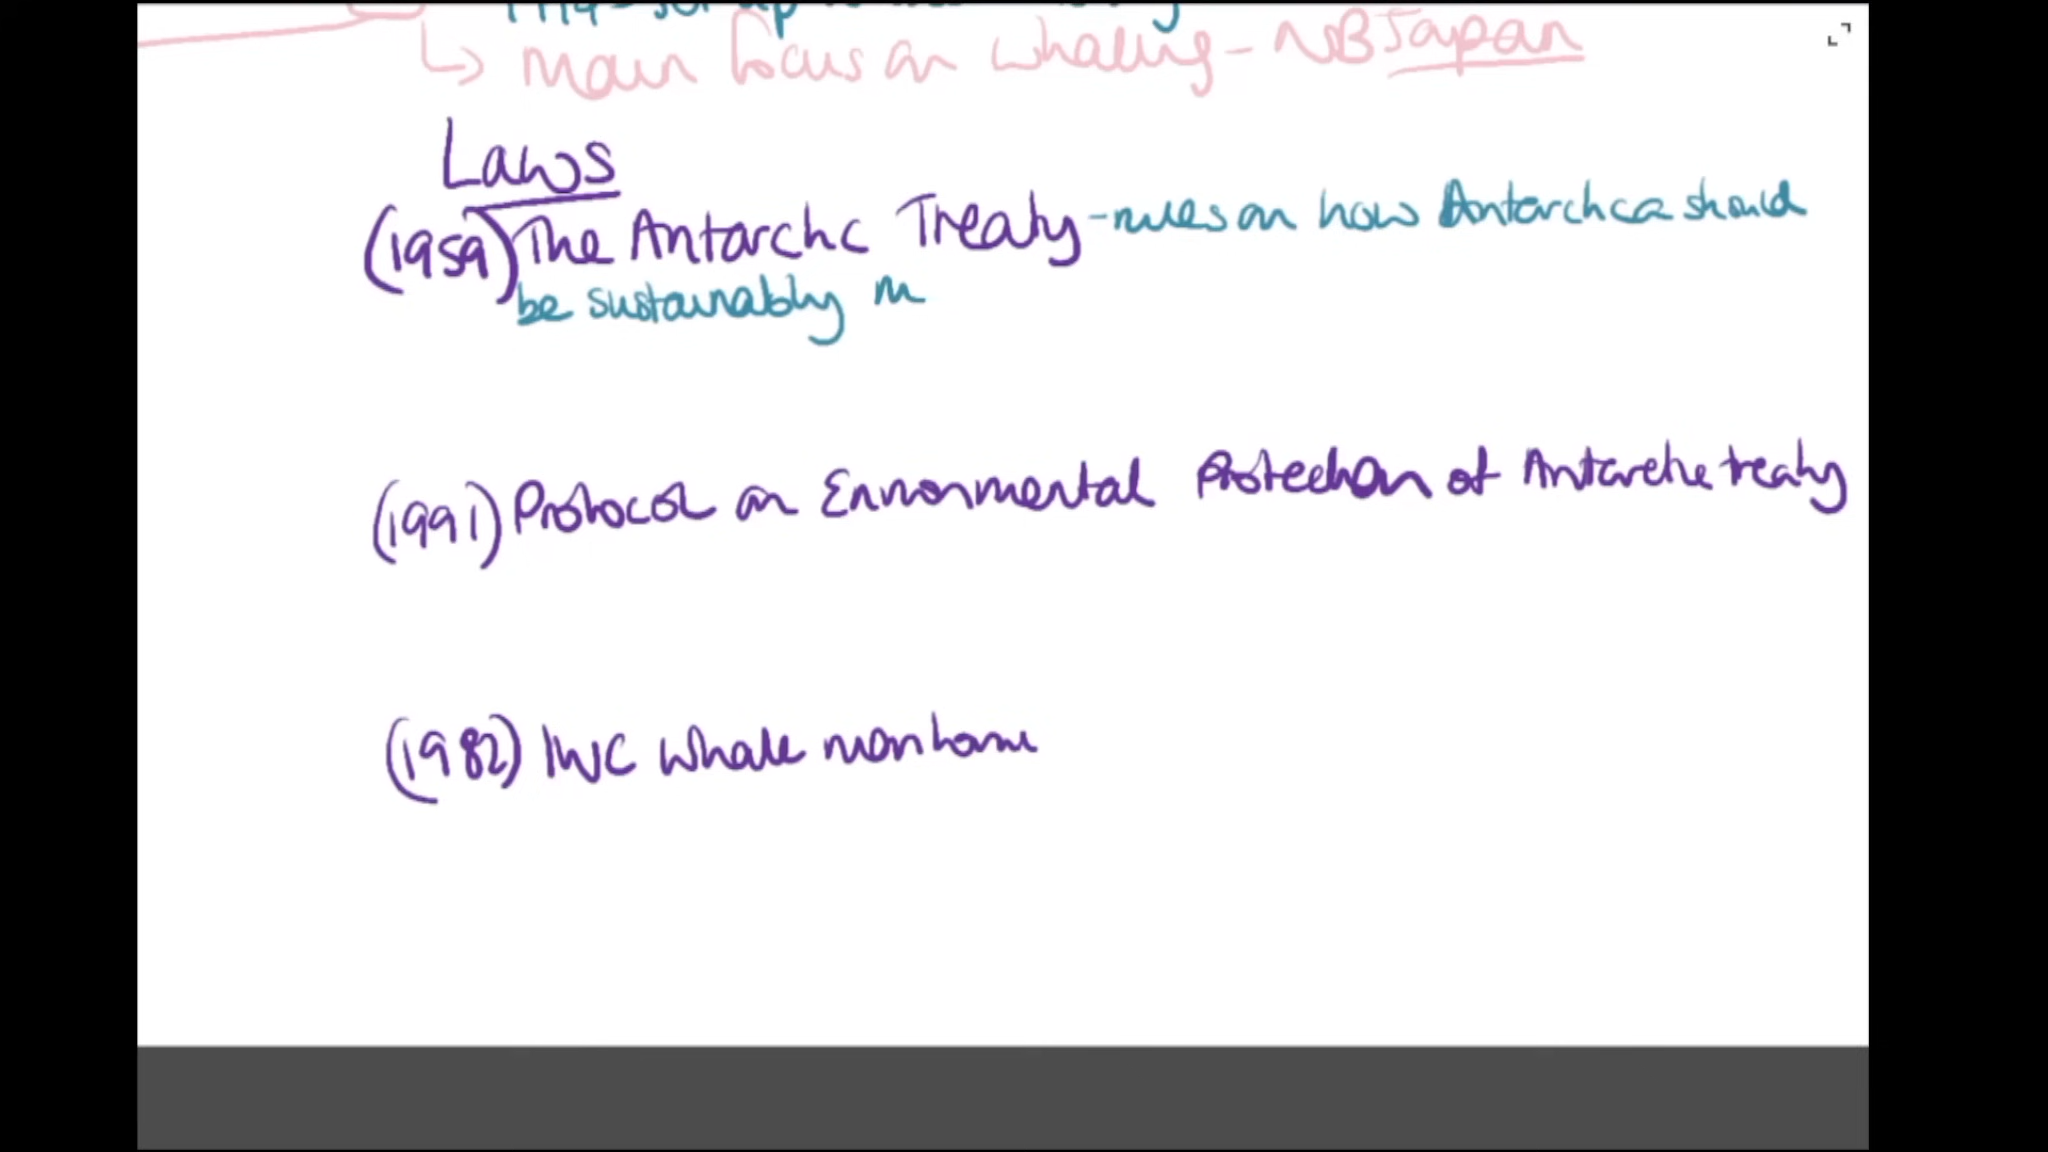 ↳ Main focus on whaling - NB Japan
Laws
(1959) The Antarctic Treaty - rules on how Antarctica should
be sustainably m
(1991) Protocol on Environmental Protection of Antarctic treaty
(1982) IWC whale moritorium